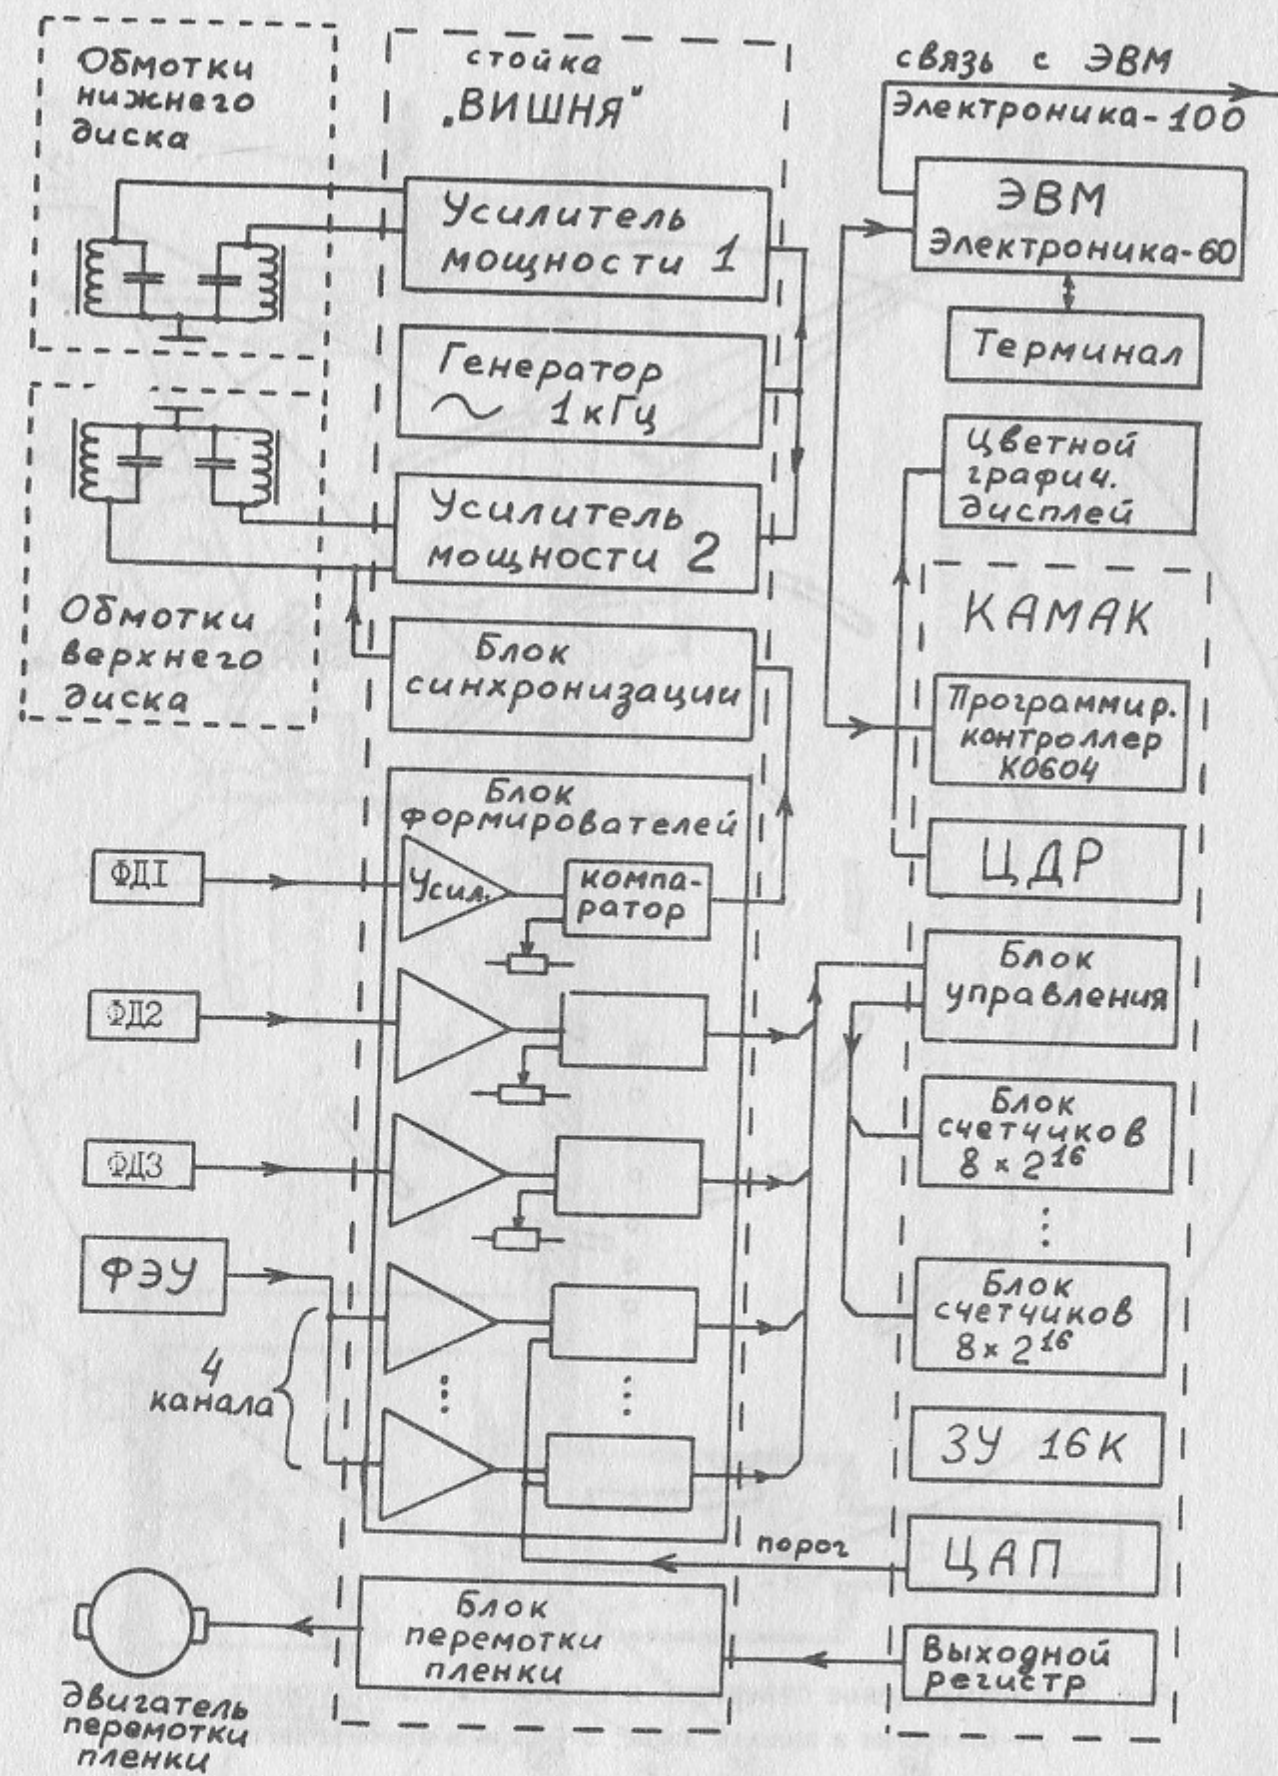 Обмотки
нижнего
диска
стойка
„ВИШНЯ"
связь с ЭВМ
Электроника-100
Усилитель
мощности 1
ЭВМ
Электроника-60
Терминал
Генератор
~ 1кГц
Цветной
графич.
дисплей
Усилитель
мощности 2
Обмотки
верхнего
диска
КАМАК
Блок
синхронизации
Программир.
контроллер
К0604
Блок
формирователей
ЦДР
ФД1
Усил.
компа-
ратор
Блок
управления
ФД2
Блок
счетчиков
8 × 2¹⁶
ФД3
ФЭУ
Блок
счетчиков
8 × 2¹⁶
4
канала
ЗУ 16К
порог
ЦАП
Блок
перемотки
пленки
Выходной
регистр
двигатель
перемотки
пленки